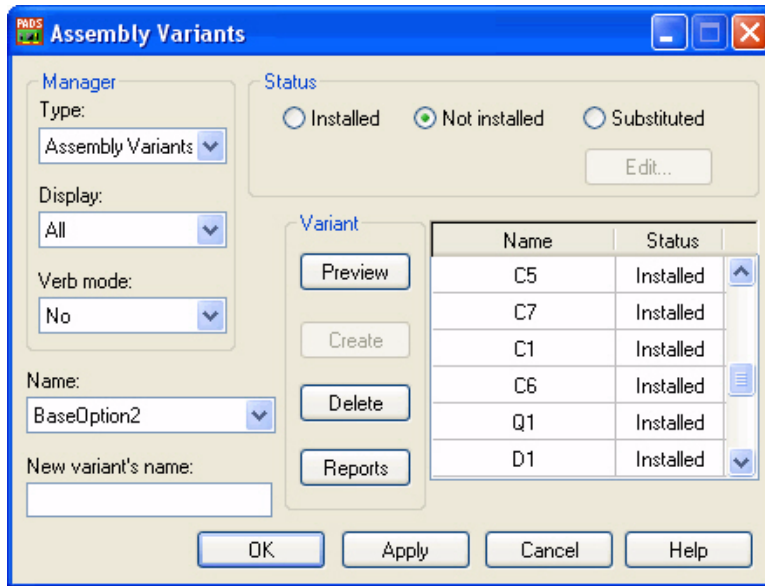 PADS
Assembly Variants
Manager
Type:
Assembly Variants
Display:
All
Verb mode:
No
Name:
BaseOption2
New variant's name:
Status
Installed Not installed Substituted
Edit...
Variant
Preview
Create
Delete
Reports
Name Status
C5 Installed
C7 Installed
C1 Installed
C6 Installed
Q1 Installed
D1 Installed
OK Apply Cancel Help